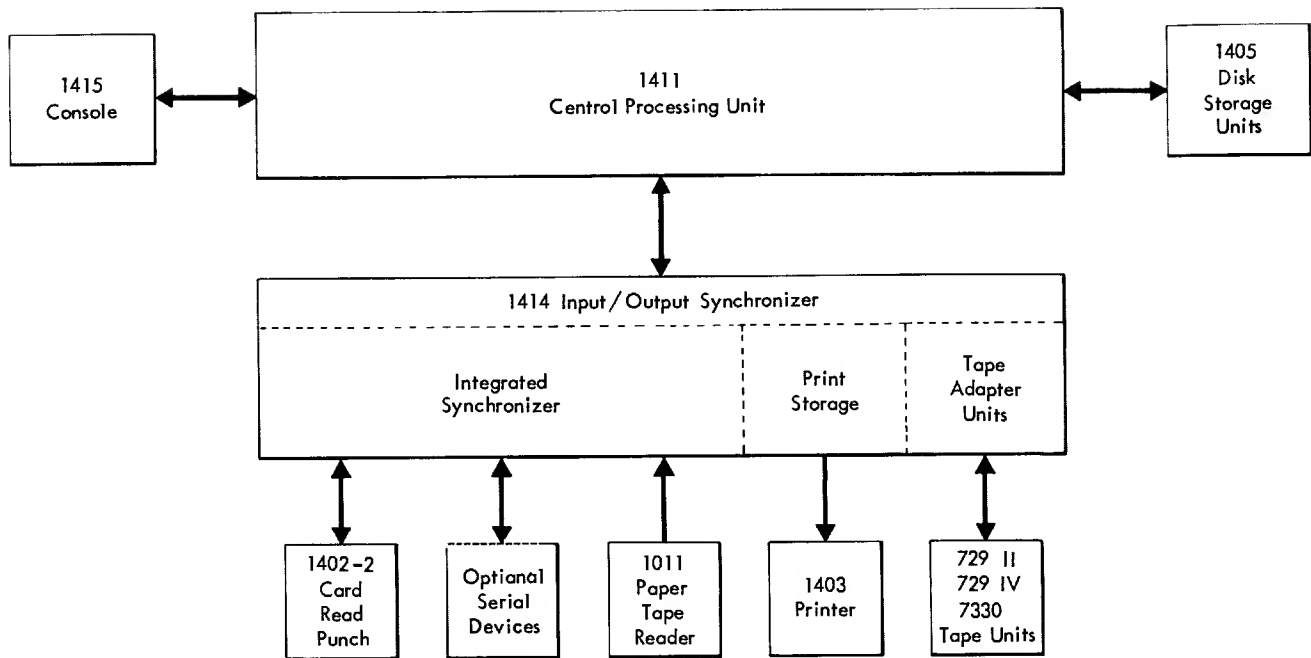 1415
Console
1411
Central Processing Unit
1405
Disk
Storage
Units
1414 Input/Output Synchronizer
Integrated
Synchronizer
Print
Storage
Tape
Adapter
Units
1402-2
Card
Read
Punch
Optianal
Serial
Devices
1011
Paper
Tape
Reader
1403
Printer
729 II
729 IV
7330
Tape Units